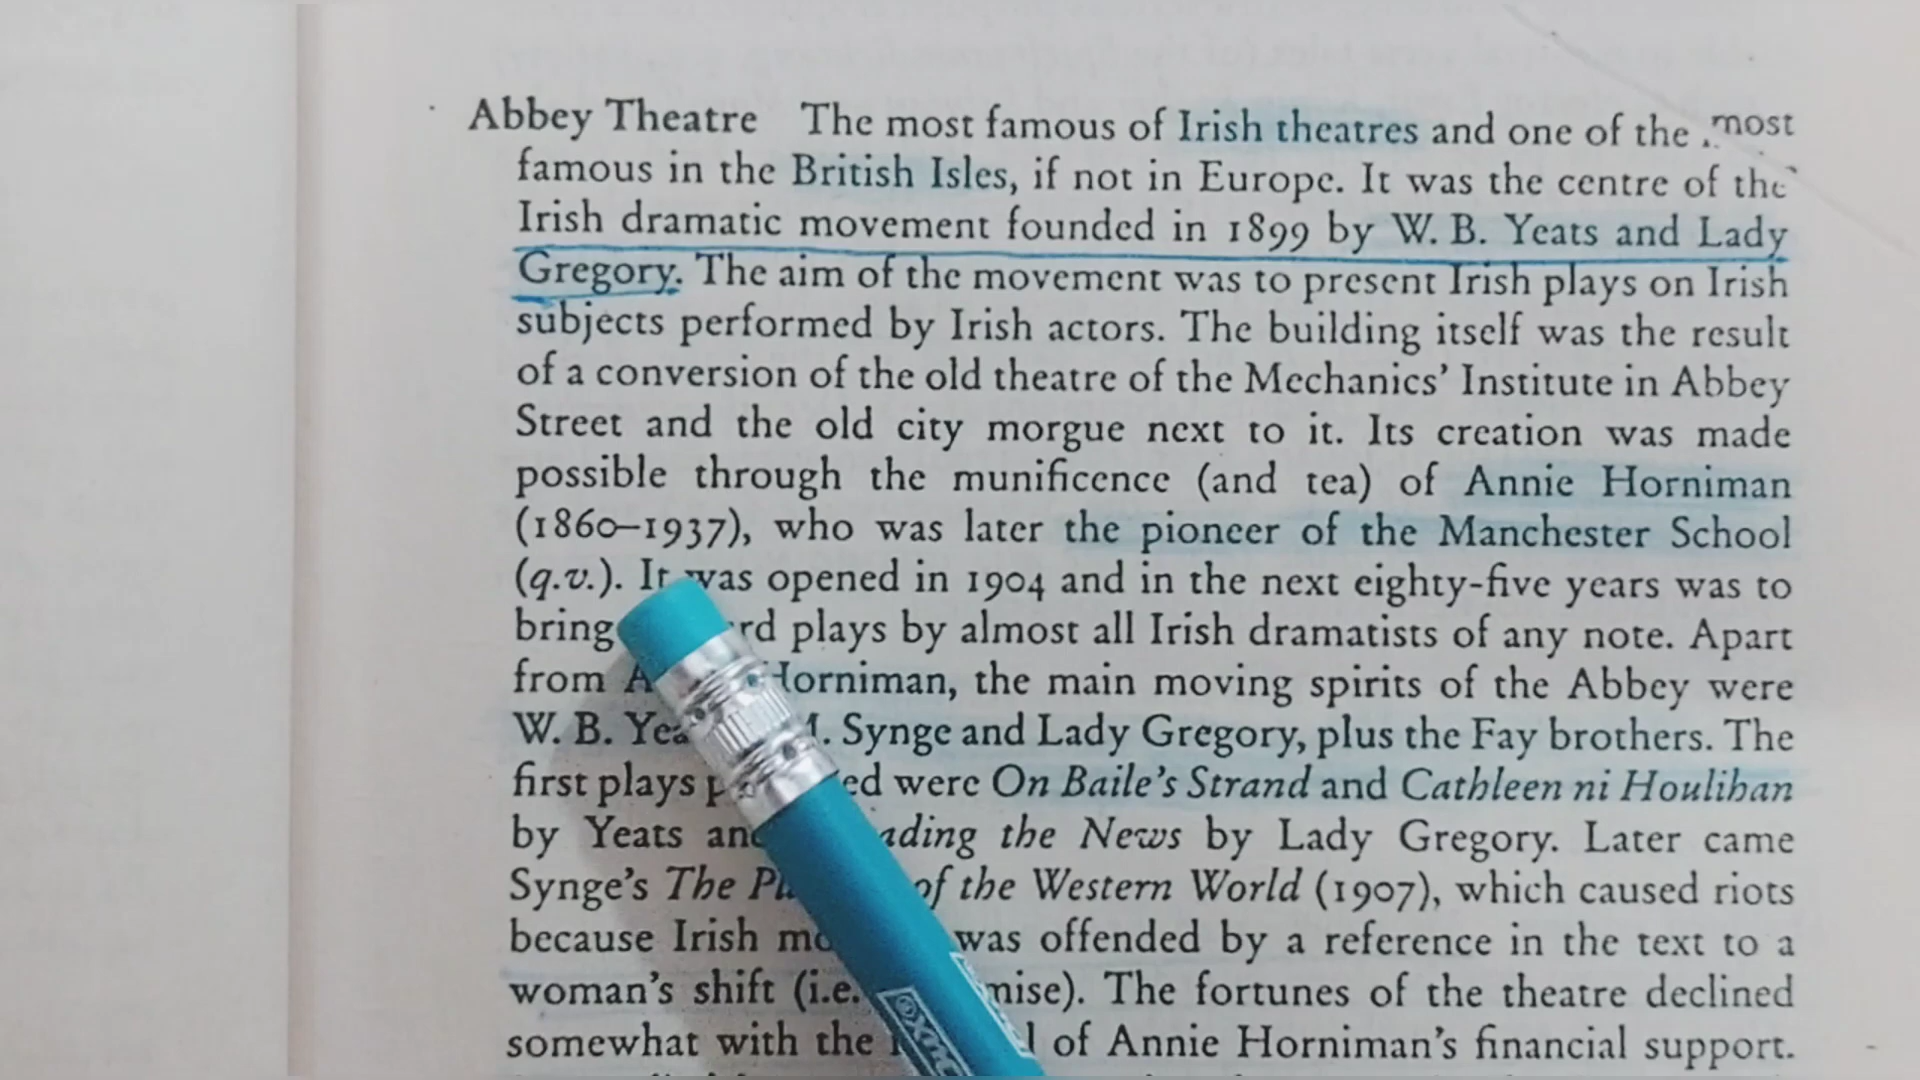 Abbey Theatre The most famous of Irish theatres and one of the most
famous in the British Isles, if not in Europe. It was the centre of the
Irish dramatic movement founded in 1899 by W. B. Yeats and Lady
Gregory. The aim of the movement was to present Irish plays on Irish
subjects performed by Irish actors. The building itself was the result
of a conversion of the old theatre of the Mechanics' Institute in Abbey
Street and the old city morgue next to it. Its creation was made
possible through the munificence (and tea) of Annie Horniman
(1860–1937), who was later the pioneer of the Manchester School
(q.v.). It was opened in 1904 and in the next eighty-five years was to
bring plays by almost all Irish dramatists of any note. Apart
from Horniman, the main moving spirits of the Abbey were
W. B. Synge and Lady Gregory, plus the Fay brothers. The
first plays were On Baile's Strand and Cathleen ni Houlihan
by Yeats the News by Lady Gregory. Later came
Synge's The of the Western World (1907), which caused riots
because Irish was offended by a reference in the text to a
woman's shift (i.e. The fortunes of the theatre declined
somewhat with the of Annie Horniman's financial support.